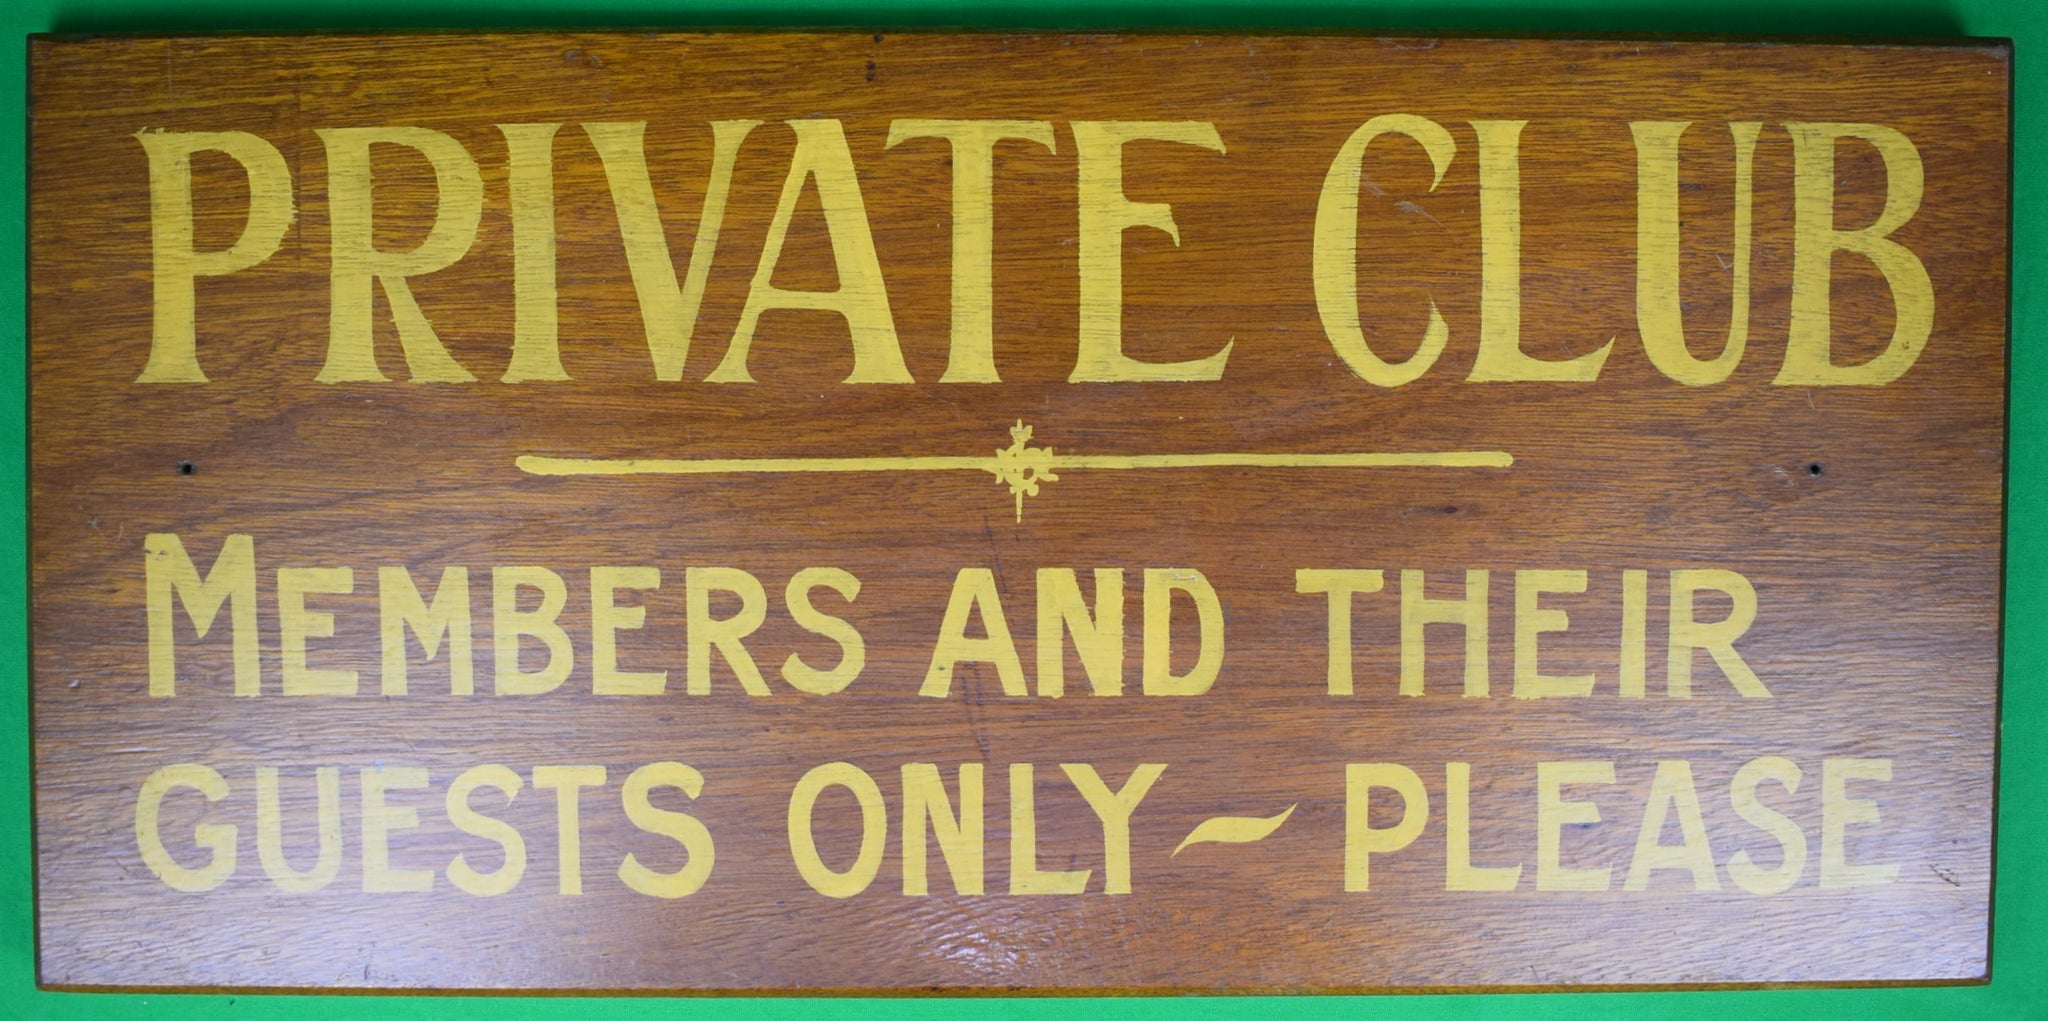 PRIVATE CLUB
MEMBERS AND THEIR
GUESTS ONLY ~ PLEASE